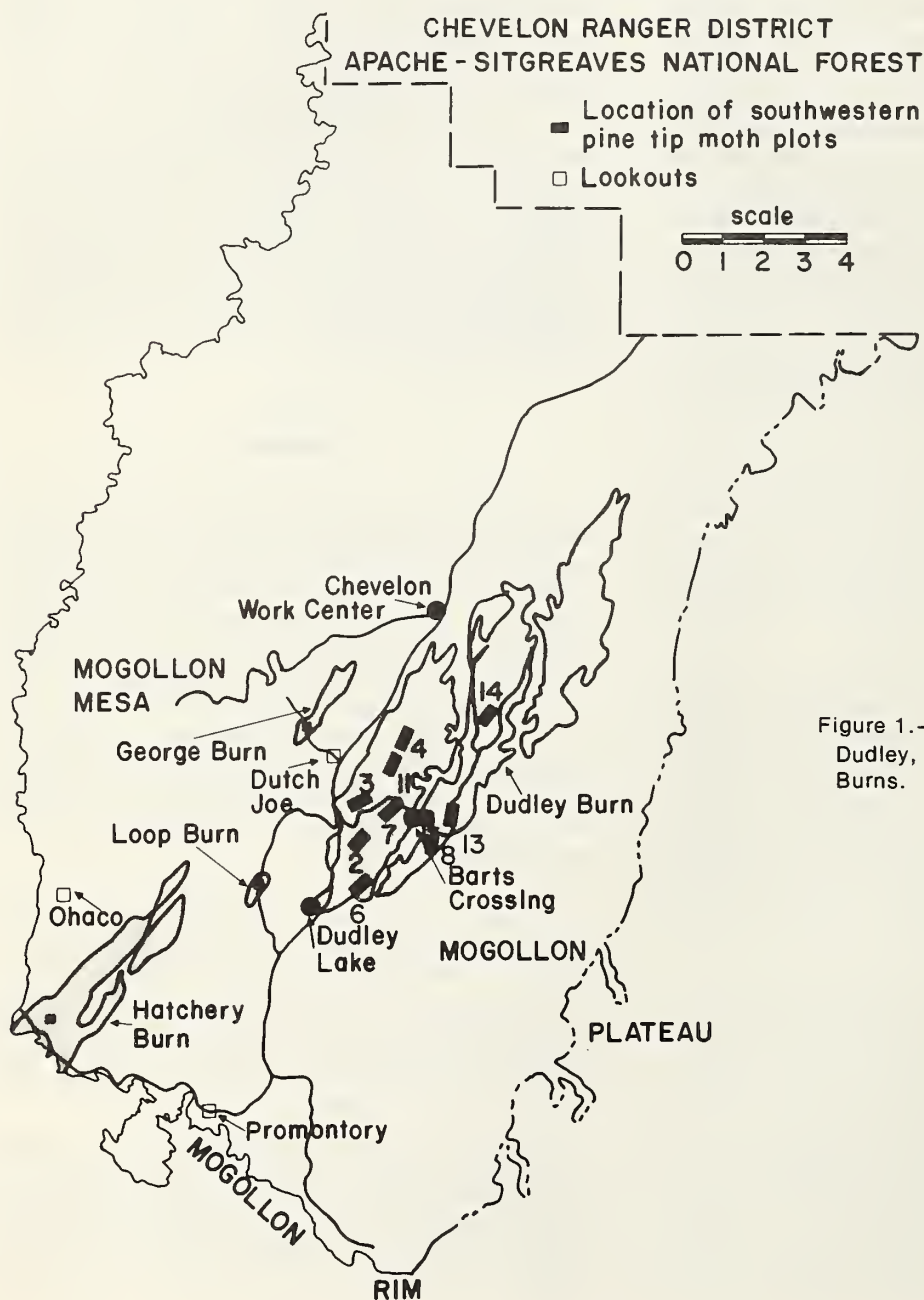 CHEVELON RANGER DISTRICT
APACHE - SITGREAVES NATIONAL FOREST
Location of southwestern
pine tip moth plots
Lookouts
scale
0 1 2 3 4
Chevelon
Work Center
MOGOLLON
MESA
George Burn
Dutch
Joe
14
4
11
3
7
Dudley Burn
13
8
2
Loop Burn
Barts
Crossing
6
Ohaco
Dudley
Lake
MOGOLLON
PLATEAU
Hatchery
Burn
Promontory
MOGOLLON
RIM
Figure 1.-
Dudley,
Burns.